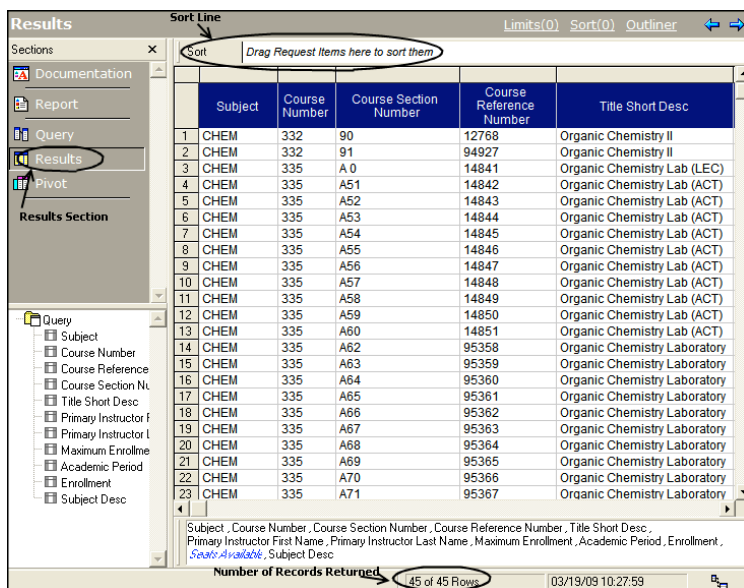 Sort Line
Results Limits(0) Sort(0) Outliner
Sections
Sort Drag Request Items here to sort them
Documentation
Report
Query
Results
Pivot
Results Section
Subject Course Number Course Section Number Course Reference Number Title Short Desc
1 CHEM 332 90 12768 Organic Chemistry II
2 CHEM 332 91 94927 Organic Chemistry II
3 CHEM 335 A 0 14841 Organic Chemistry Lab (LEC)
4 CHEM 335 A51 14842 Organic Chemistry Lab (ACT)
5 CHEM 335 A52 14843 Organic Chemistry Lab (ACT)
6 CHEM 335 A53 14844 Organic Chemistry Lab (ACT)
7 CHEM 335 A54 14845 Organic Chemistry Lab (ACT)
8 CHEM 335 A55 14846 Organic Chemistry Lab (ACT)
9 CHEM 335 A56 14847 Organic Chemistry Lab (ACT)
10 CHEM 335 A57 14848 Organic Chemistry Lab (ACT)
11 CHEM 335 A58 14849 Organic Chemistry Lab (ACT)
12 CHEM 335 A59 14850 Organic Chemistry Lab (ACT)
13 CHEM 335 A60 14851 Organic Chemistry Lab (ACT)
14 CHEM 335 A62 95358 Organic Chemistry Laboratory
15 CHEM 335 A63 95359 Organic Chemistry Laboratory
16 CHEM 335 A64 95360 Organic Chemistry Laboratory
17 CHEM 335 A65 95361 Organic Chemistry Laboratory
18 CHEM 335 A66 95362 Organic Chemistry Laboratory
19 CHEM 335 A67 95363 Organic Chemistry Laboratory
20 CHEM 335 A68 95364 Organic Chemistry Laboratory
21 CHEM 335 A69 95365 Organic Chemistry Laboratory
22 CHEM 335 A70 95366 Organic Chemistry Laboratory
23 CHEM 335 A71 95367 Organic Chemistry Laboratory
Query
Subject
Course Number
Course Reference
Course Section Nu
Title Short Desc
Primary Instructor F
Primary Instructor L
Maximum Enrollme
Academic Period
Enrollment
Subject Desc
Subject , Course Number , Course Section Number , Course Reference Number , Title Short Desc ,
Primary Instructor First Name , Primary Instructor Last Name , Maximum Enrollment , Academic Period , Enrollment ,
Seats Available , Subject Desc
Number of Records Returned
45 of 45 Rows 03/19/09 10:27:59